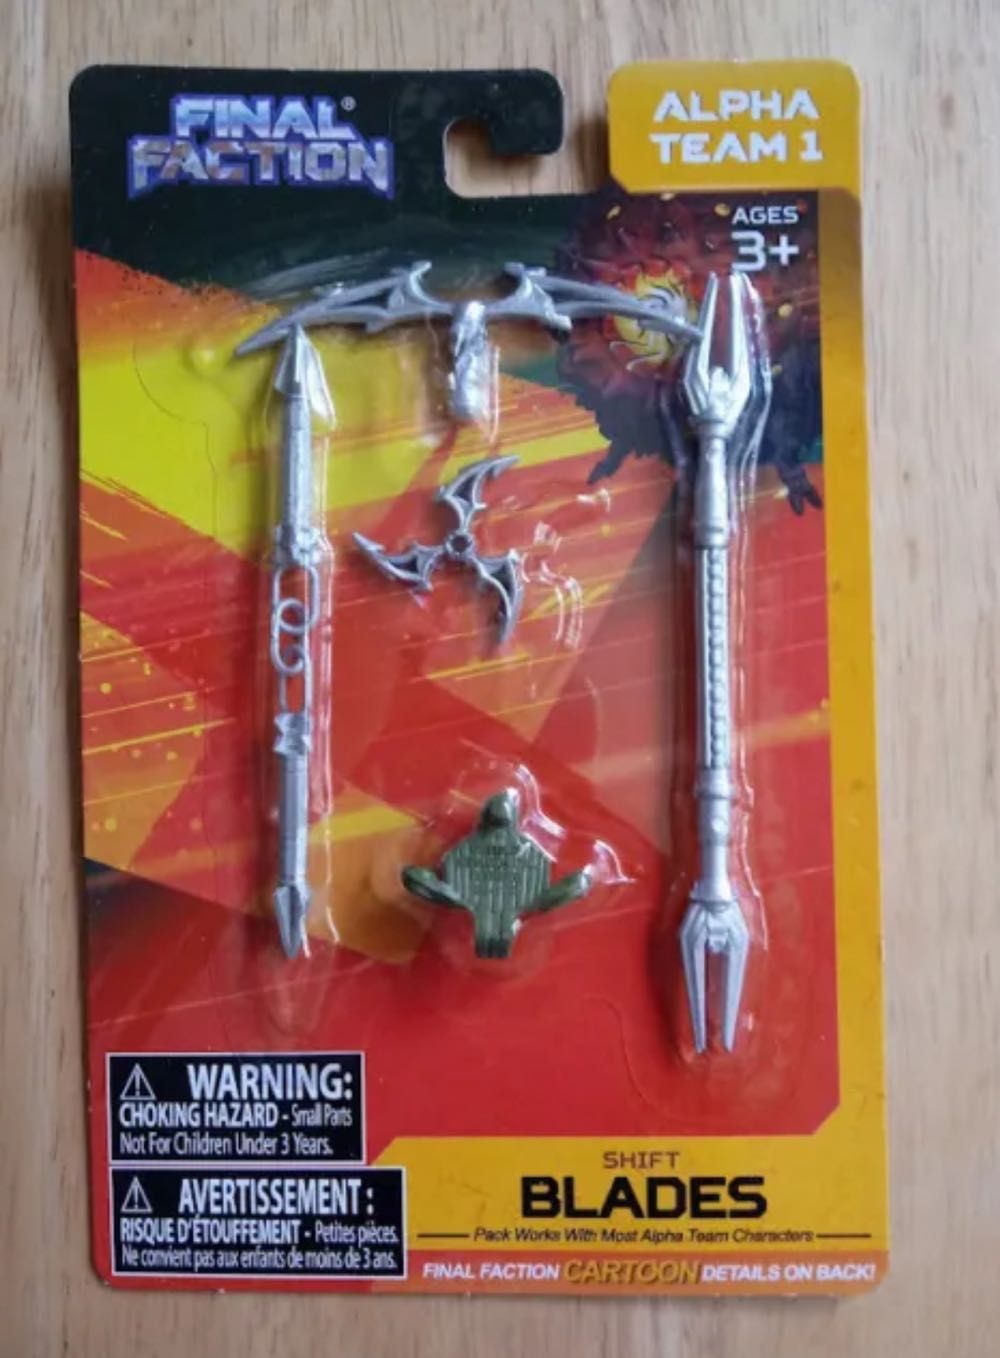 FINAL®
FACTION
ALPHA
TEAM 1
AGES
3+
WARNING:
CHOKING HAZARD - Small Parts
Not For Children Under 3 Years.
AVERTISSEMENT :
RISQUE D'ÉTOUFFEMENT - Petites pièces.
Ne convient pas aux enfants de moins de 3 ans.
SHIFT
BLADES
Pack Works With Most Alpha Team Characters
FINAL FACTION CARTOON DETAILS ON BACK!